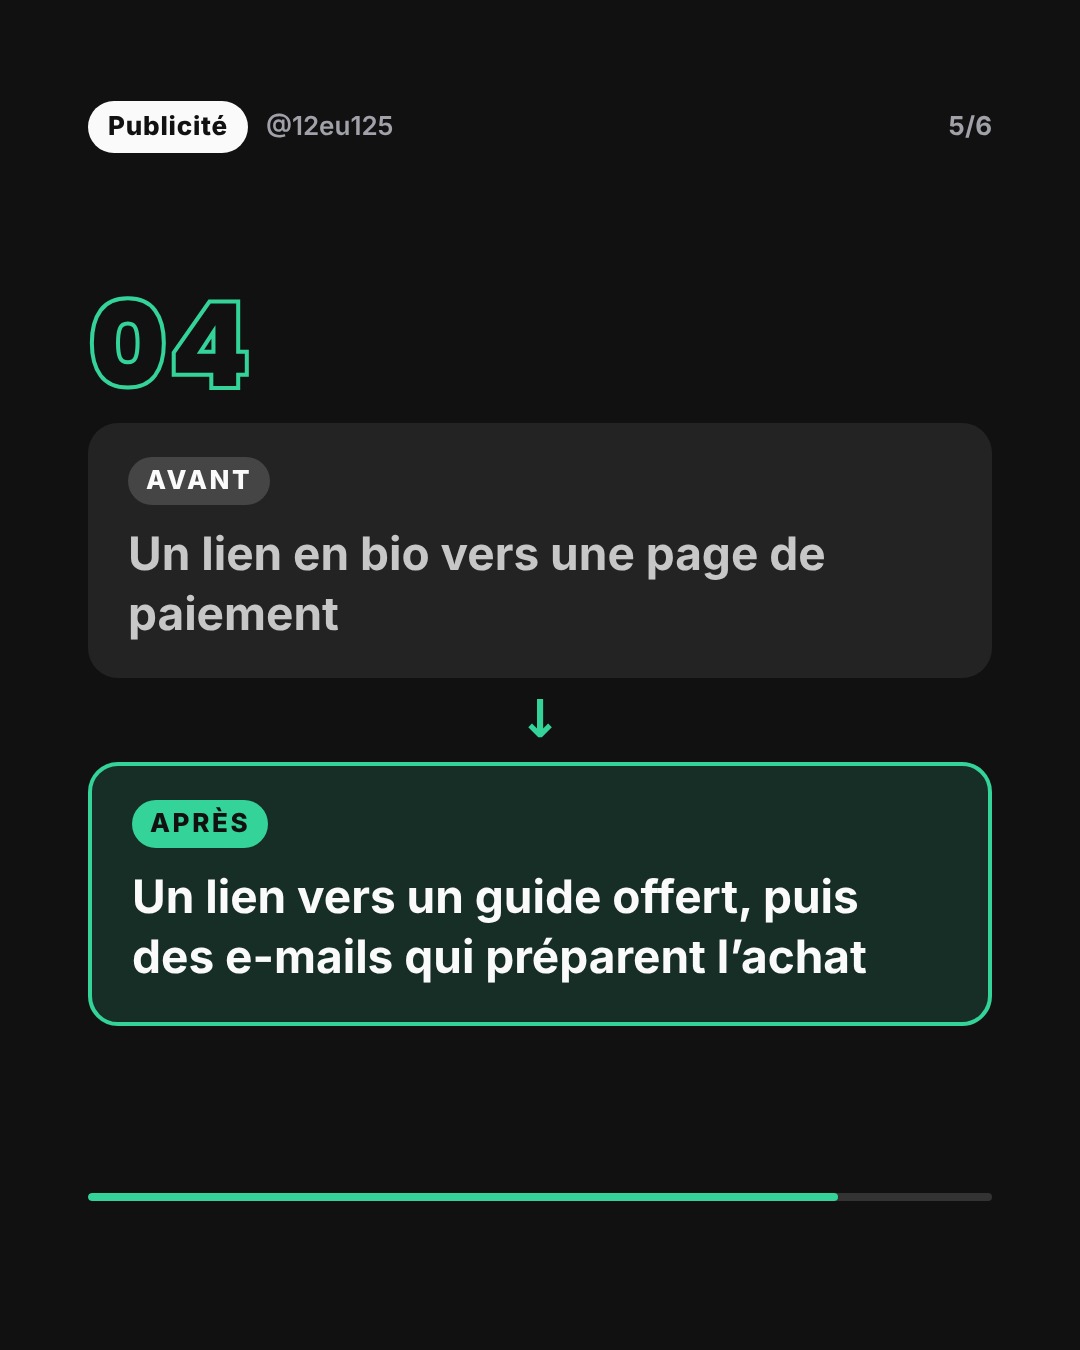 Publicité @12eu125 5/6
04
AVANT
Un lien en bio vers une page de
paiement
↓
APRÈS
Un lien vers un guide offert, puis
des e-mails qui préparent l’achat